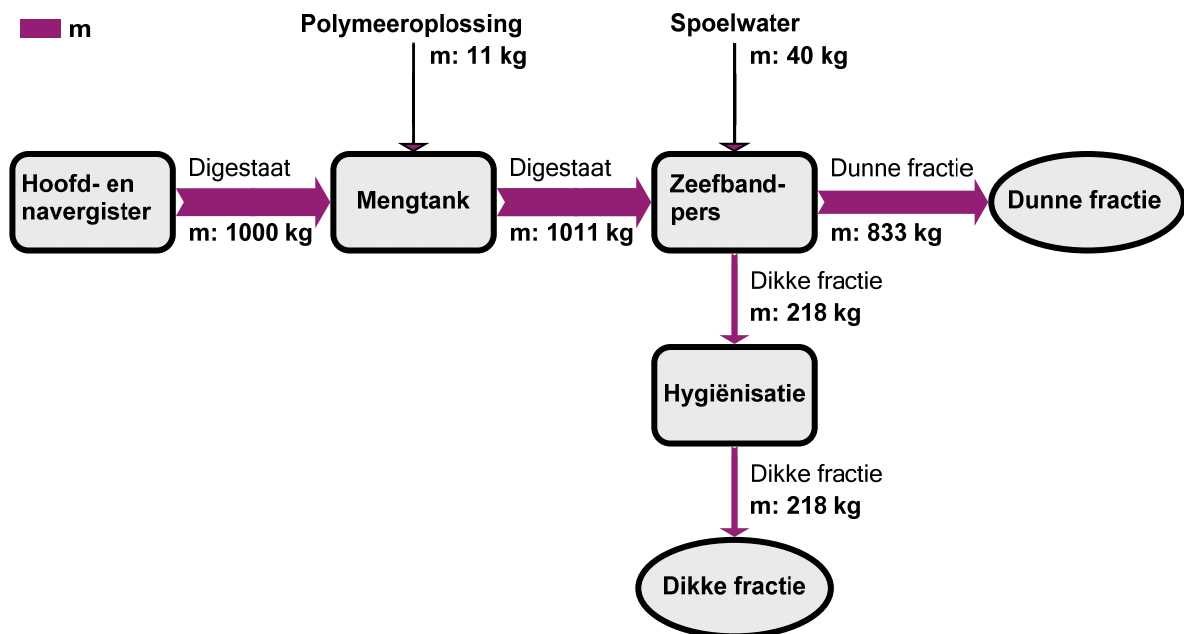 m
Polymeeroplossing
m: 11 kg
Spoelwater
m: 40 kg
Hoofd- en
navergister
Digestaat
m: 1000 kg
Mengtank
Digestaat
m: 1011 kg
Zeefband-
pers
Dunne fractie
m: 833 kg
Dunne fractie
Dikke fractie
m: 218 kg
Hygiënisatie
Dikke fractie
m: 218 kg
Dikke fractie